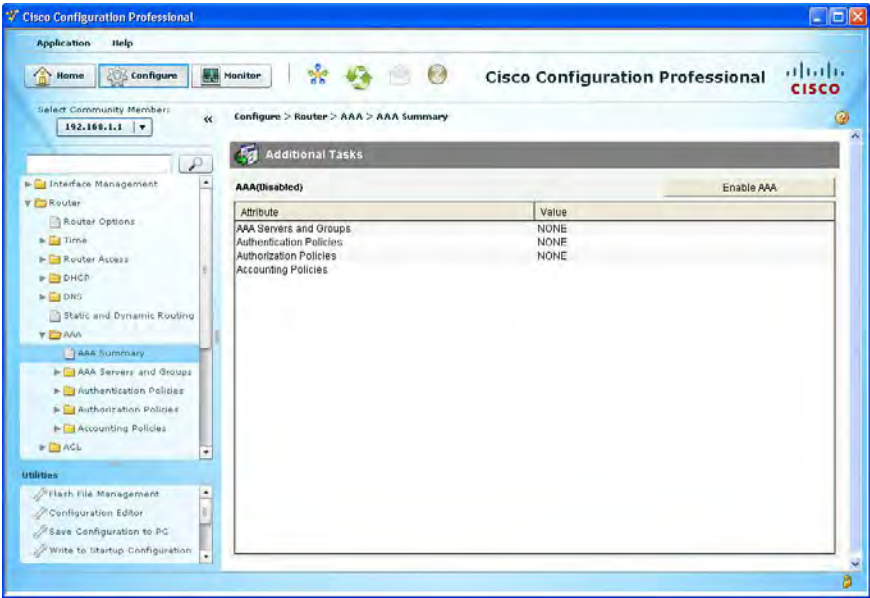 Cisco Configuration Professional
Application Help
Home Configure Monitor Cisco Configuration Professional
CISCO
Select Community Member:
192.168.1.1
Configure > Router > AAA > AAA Summary
Additional Tasks
AAA(Disabled) Enable AAA
Attribute Value
AAA Servers and Groups NONE
Authentication Policies NONE
Authorization Policies NONE
Accounting Policies
Interface Management
Router
Router Options
Time
Router Access
DHCP
DNS
Static and Dynamic Routing
AAA
AAA Summary
AAA Servers and Groups
Authentication Policies
Authorization Policies
Accounting Policies
ACL
Utilities
Flash File Management
Configuration Editor
Save Configuration to PC
Write to Startup Configuration